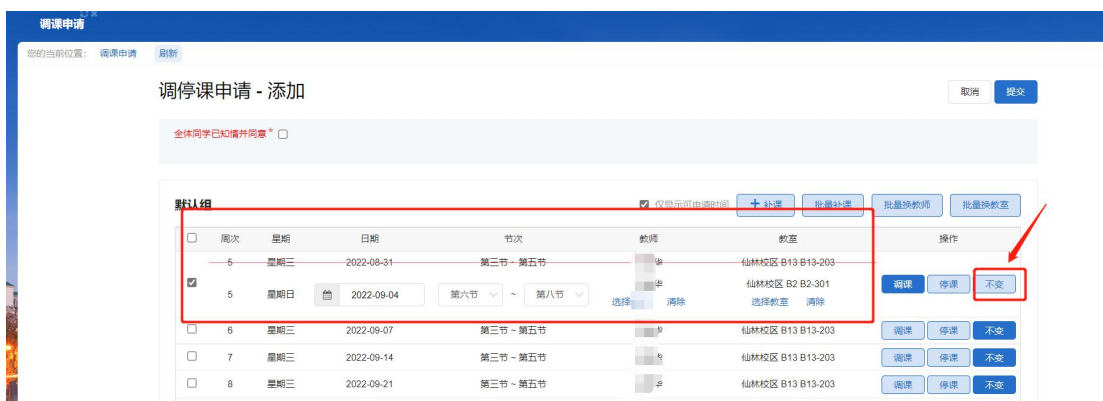 调课申请
您的当前位置： 调课申请 刷新
调停课申请 - 添加 取消 提交
全体同学已知情并同意*
默认组 仅显示可申请时间 + 补课 批量补课 批量换教师 批量换教室
周次 星期 日期 节次 教师 教室 操作
5 星期三 2022-08-31 第三节 ~ 第五节 仙林校区 B13 B13-203
5 星期日 2022-09-04 第六节 ~ 第八节 选择 清除 仙林校区 B2 B2-301 选择教室 清除 调课 停课 不变
6 星期三 2022-09-07 第三节 ~ 第五节 仙林校区 B13 B13-203 调课 停课 不变
7 星期三 2022-09-14 第三节 ~ 第五节 仙林校区 B13 B13-203 调课 停课 不变
8 星期三 2022-09-21 第三节 ~ 第五节 仙林校区 B13 B13-203 调课 停课 不变